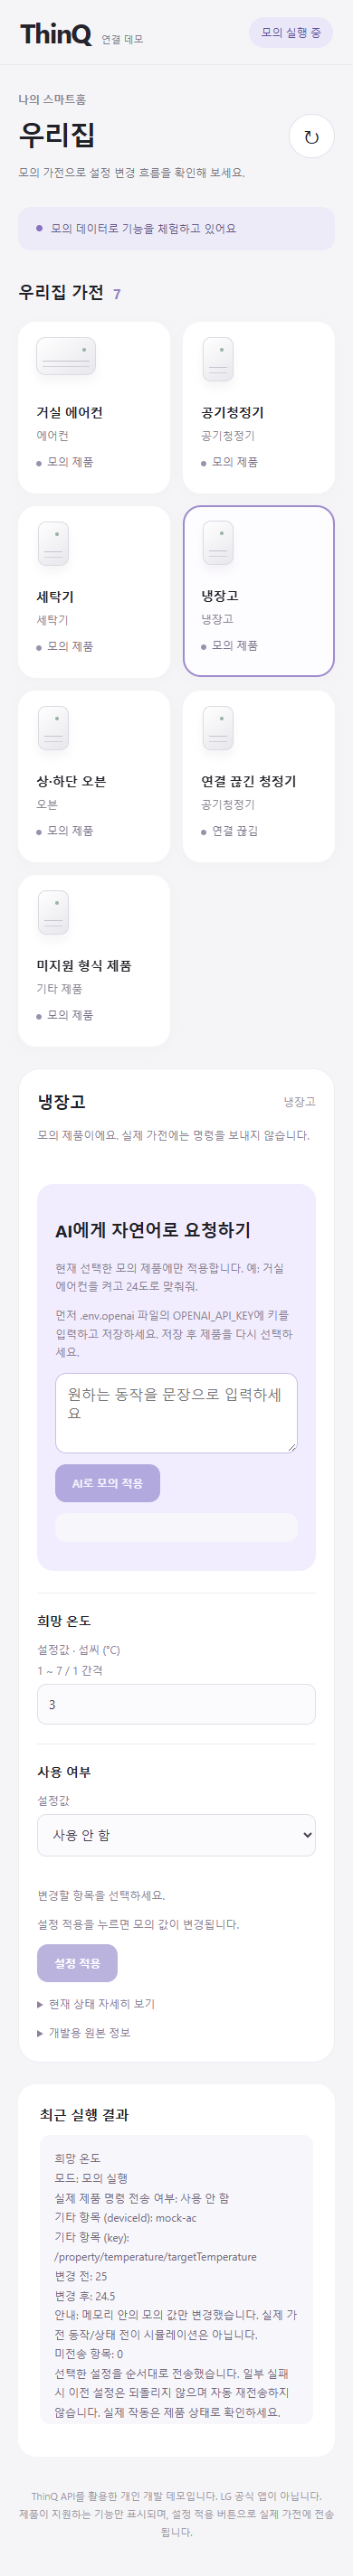 ThinQ 연결 데모
모의 실행 중
나의 스마트홈
우리집
모의 가전으로 설정 변경 흐름을 확인해 보세요.
모의 데이터로 기능을 체험하고 있어요
우리집 가전 7
거실 에어컨
에어컨
모의 제품
공기청정기
공기청정기
모의 제품
세탁기
세탁기
모의 제품
냉장고
냉장고
모의 제품
상·하단 오븐
오븐
모의 제품
연결 끊긴 청정기
공기청정기
연결 끊김
미지원 형식 제품
기타 제품
모의 제품
냉장고
냉장고
모의 제품이에요. 실제 가전에는 명령을 보내지 않습니다.
AI에게 자연어로 요청하기
현재 선택한 모의 제품에만 적용합니다. 예: 거실
에어컨을 켜고 24도로 맞춰줘.
먼저 .env.openai 파일의 OPENAI_API_KEY에 키를
입력하고 저장하세요. 저장 후 제품을 다시 선택하
세요.
원하는 동작을 문장으로 입력하세
요
AI로 모의 적용
희망 온도
설정값 · 섭씨 (°C)
1 ~ 7 / 1 간격
3
사용 여부
설정값
사용 안 함
변경할 항목을 선택하세요.
설정 적용을 누르면 모의 값이 변경됩니다.
설정 적용
▶ 현재 상태 자세히 보기
▶ 개발용 원본 정보
최근 실행 결과
희망 온도
모드: 모의 실행
실제 제품 명령 전송 여부: 사용 안 함
기타 항목 (deviceId): mock-ac
기타 항목 (key):
/property/temperature/targetTemperature
변경 전: 25
변경 후: 24.5
안내: 메모리 안의 모의 값만 변경했습니다. 실제 가
전 동작/상태 전이 시뮬레이션은 아닙니다.
미전송 항목: 0
선택한 설정을 순서대로 전송했습니다. 일부 실패
시 이전 설정은 되돌리지 않으며 자동 재전송하지
않습니다. 실제 작동은 제품 상태로 확인하세요.
ThinQ API를 활용한 개인 개발 데모입니다. LG 공식 앱이 아닙니다.
제품이 지원하는 기능만 표시되며, 설정 적용 버튼으로 실제 가전에 전송
됩니다.